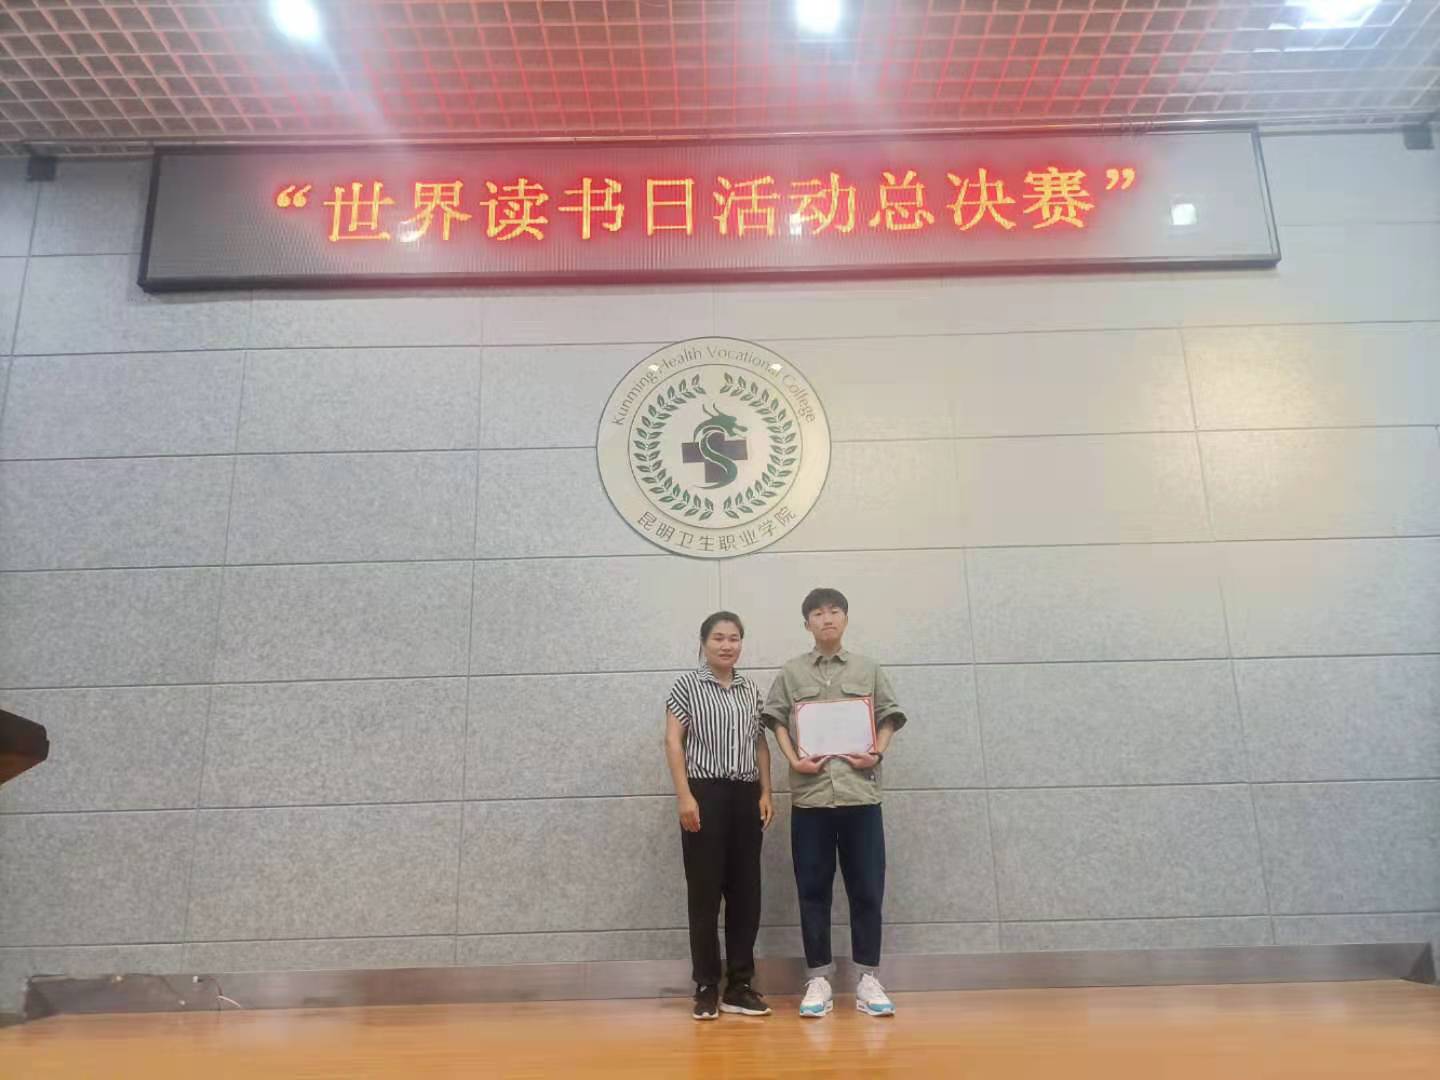 “世界读书日活动总决赛”
Kunming Health Vocational College
昆明卫生职业学院